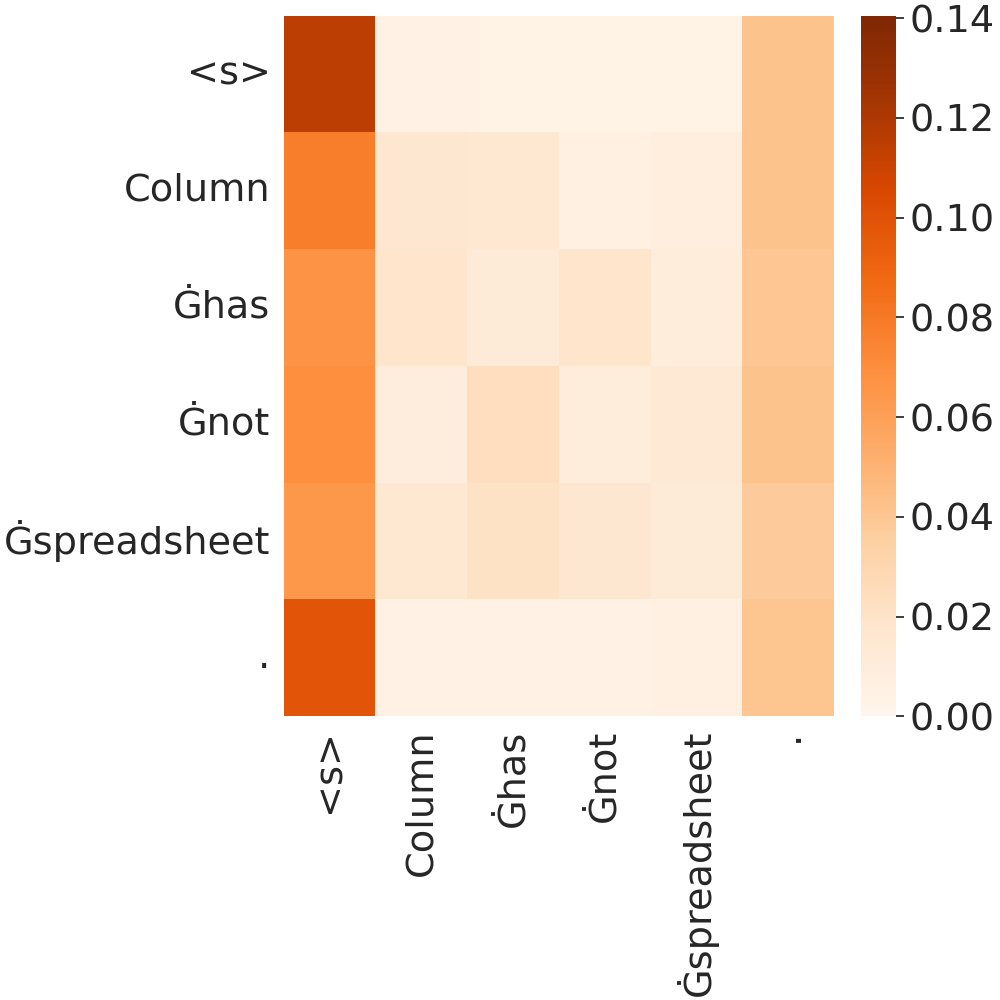 <s>
Column
Ġhas
Ġnot
Ġspreadsheet
.
<s>
Column
Ġhas
Ġnot
Ġspreadsheet
.
0.14
0.12
0.10
0.08
0.06
0.04
0.02
0.00